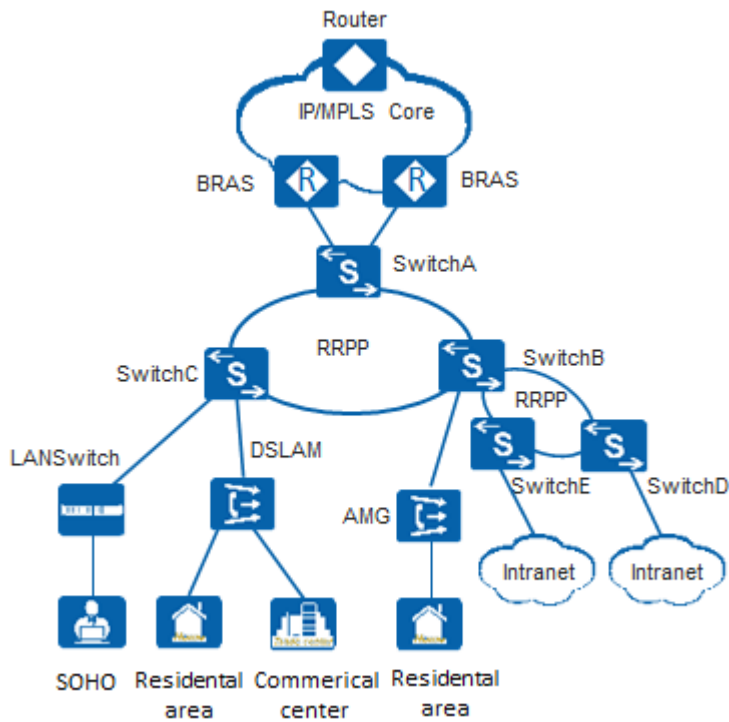 Router
IP/MPLS Core
BRAS
R
R
BRAS
S
SwitchA
RRPP
SwitchC
S
S
SwitchB
RRPP
LANSwitch
DSLAM
S
S
AMG
SwitchE
SwitchD
Intranet
Intranet
SOHO
Residental
area
Commerical
center
Residental
area